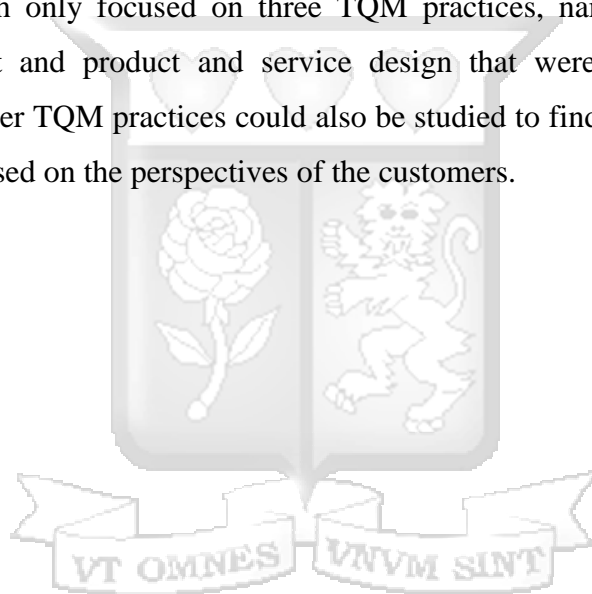 only focused on three TQM practices,
and product and service design that were
er TQM practices could also be studied to find
sed on the perspectives of the customers.
VT OMNES VNVM SINT